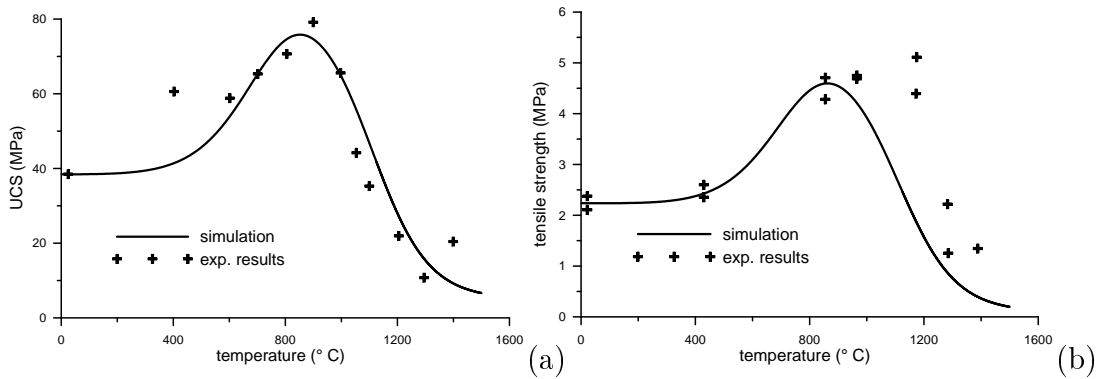 80
60
40
20
0
UCS (MPa)
simulation
exp. results
0 400 800 1200 1600
temperature (° C)
(a)
6
5
4
3
2
1
0
tensile strength (MPa)
simulation
exp. results
0 400 800 1200 1600
temperature (° C)
(b)